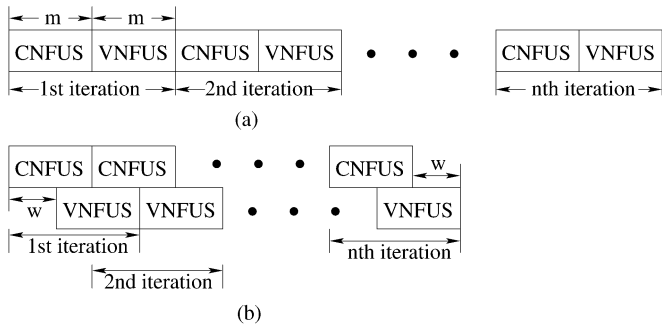 m m
CNFUS VNFUS CNFUS VNFUS • • • CNFUS VNFUS
1st iteration 2nd iteration nth iteration
(a)
CNFUS CNFUS • • • CNFUS w
w VNFUS VNFUS • • • VNFUS
1st iteration nth iteration
2nd iteration
(b)